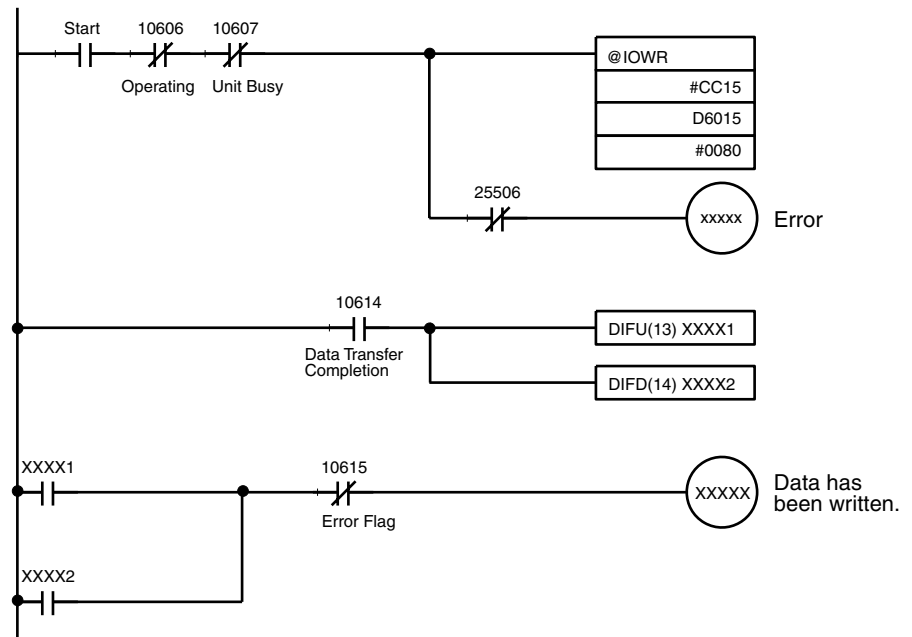 Start 10606 10607
@IOWR
Operating Unit Busy
#CC15
D6015
#0080
25506
xxxxx Error
10614
DIFU(13) XXXX1
Data Transfer
Completion
DIFD(14) XXXX2
XXXX1
10615
XXXXX
Data has
been written.
Error Flag
XXXX2